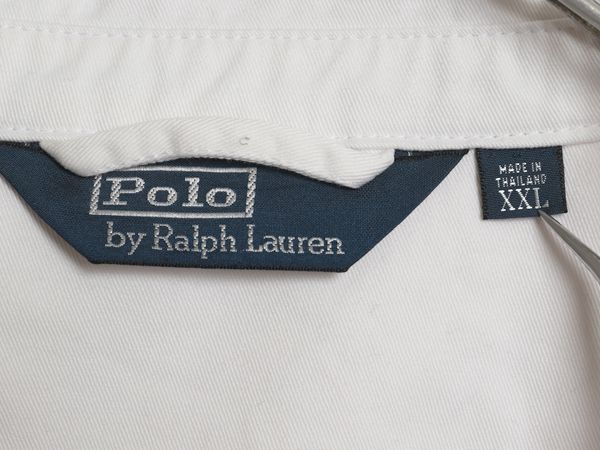 Polo
by Ralph Lauren
MADE IN
THAILAND
XXL